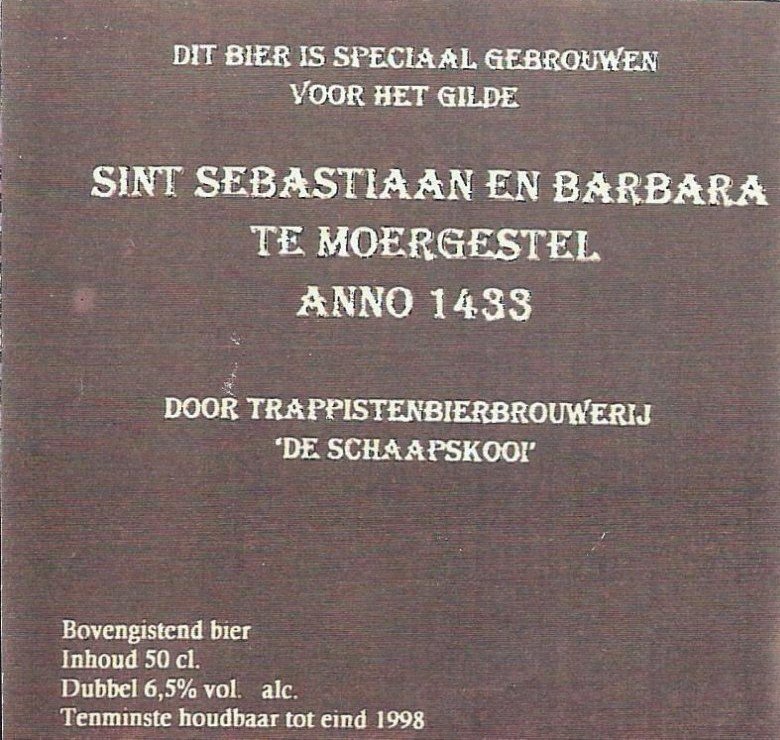 DIT BIER IS SPECIAAL GEBROUWEN
VOOR HET GILDE
SINT SEBASTIAAN EN BARBARA
TE MOERGESTEL
ANNO 1433
DOOR TRAPPISTENBIERBROUWERIJ
'DE SCHAAPSKOOI'
Bovengistend bier
Inhoud 50 cl.
Dubbel 6,5% vol. alc.
Tenminste houdbaar tot eind 1998